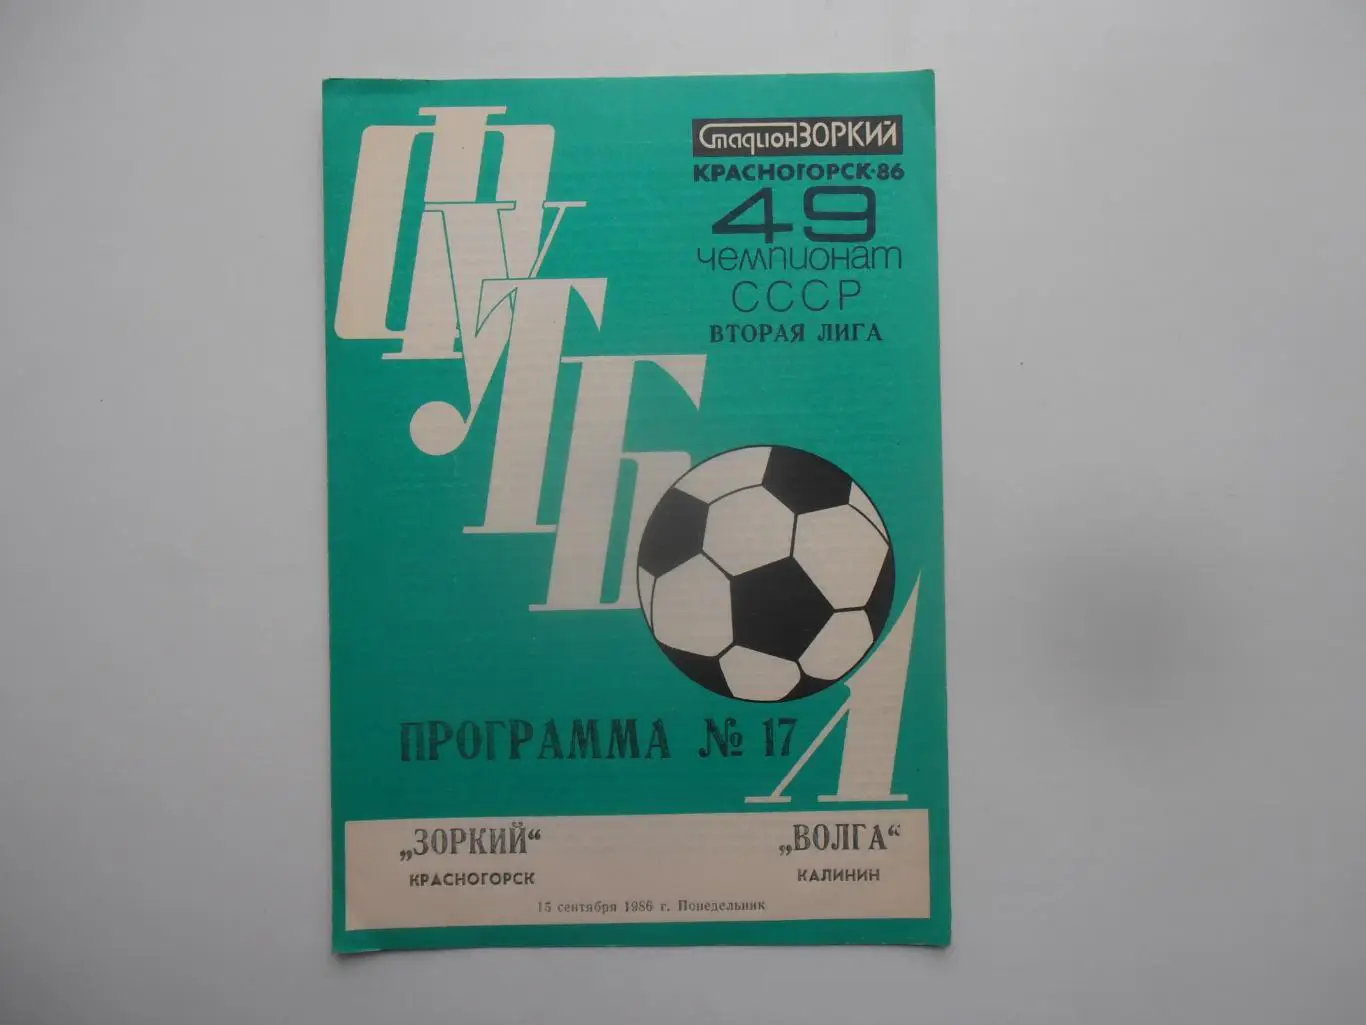 Стадион ЗОРКИЙ
КРАСНОГОРСК-86
49
чемпионат
СССР
ВТОРАЯ ЛИГА
ФУТБОЛ
ПРОГРАММА № 17
„ЗОРКИЙ“
КРАСНОГОРСК
„ВОЛГА“
КАЛИНИН
15 сентября 1986 г. Понедельник